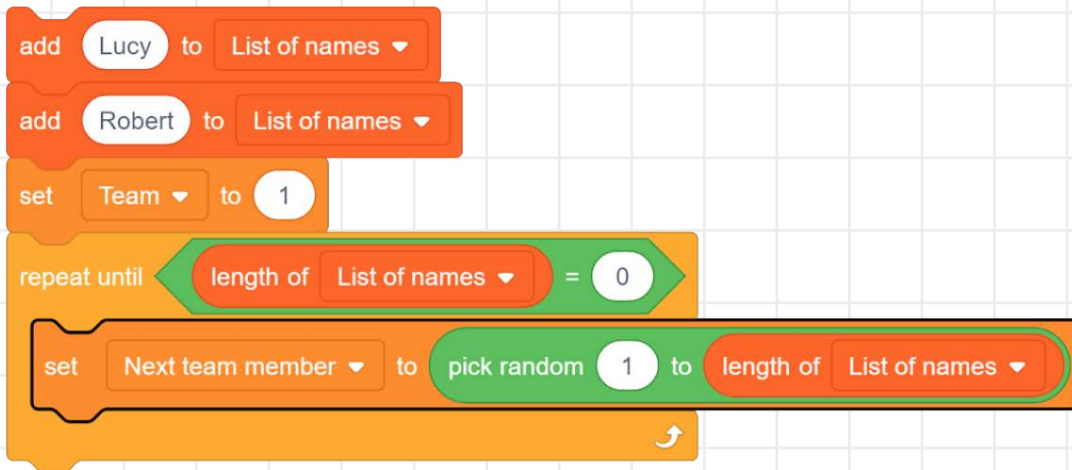 add Lucy to List of names
add Robert to List of names
set Team to 1
repeat until length of List of names = 0
set Next team member to pick random 1 to length of List of names